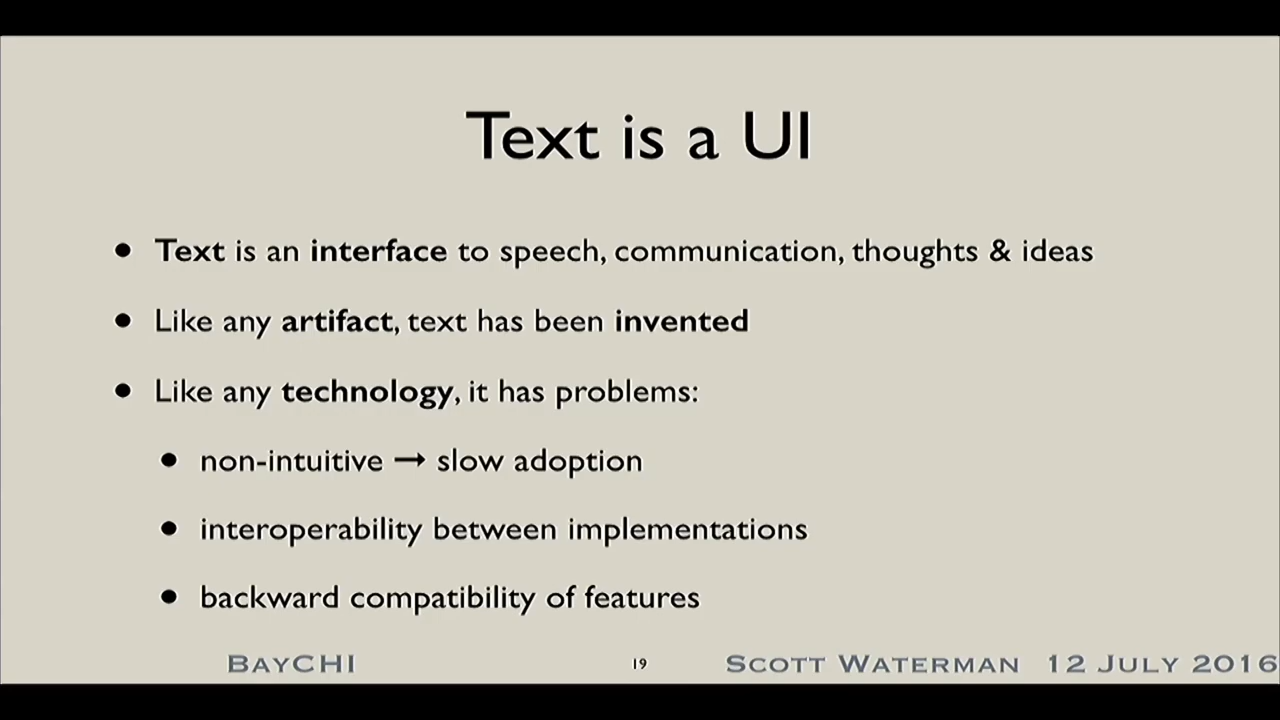 Text is a UI
• Text is an interface to speech, communication, thoughts & ideas
• Like any artifact, text has been invented
• Like any technology, it has problems:
• non-intuitive → slow adoption
• interoperability between implementations
• backward compatibility of features
BAYCHI 19 SCOTT WATERMAN 12 JULY 2016